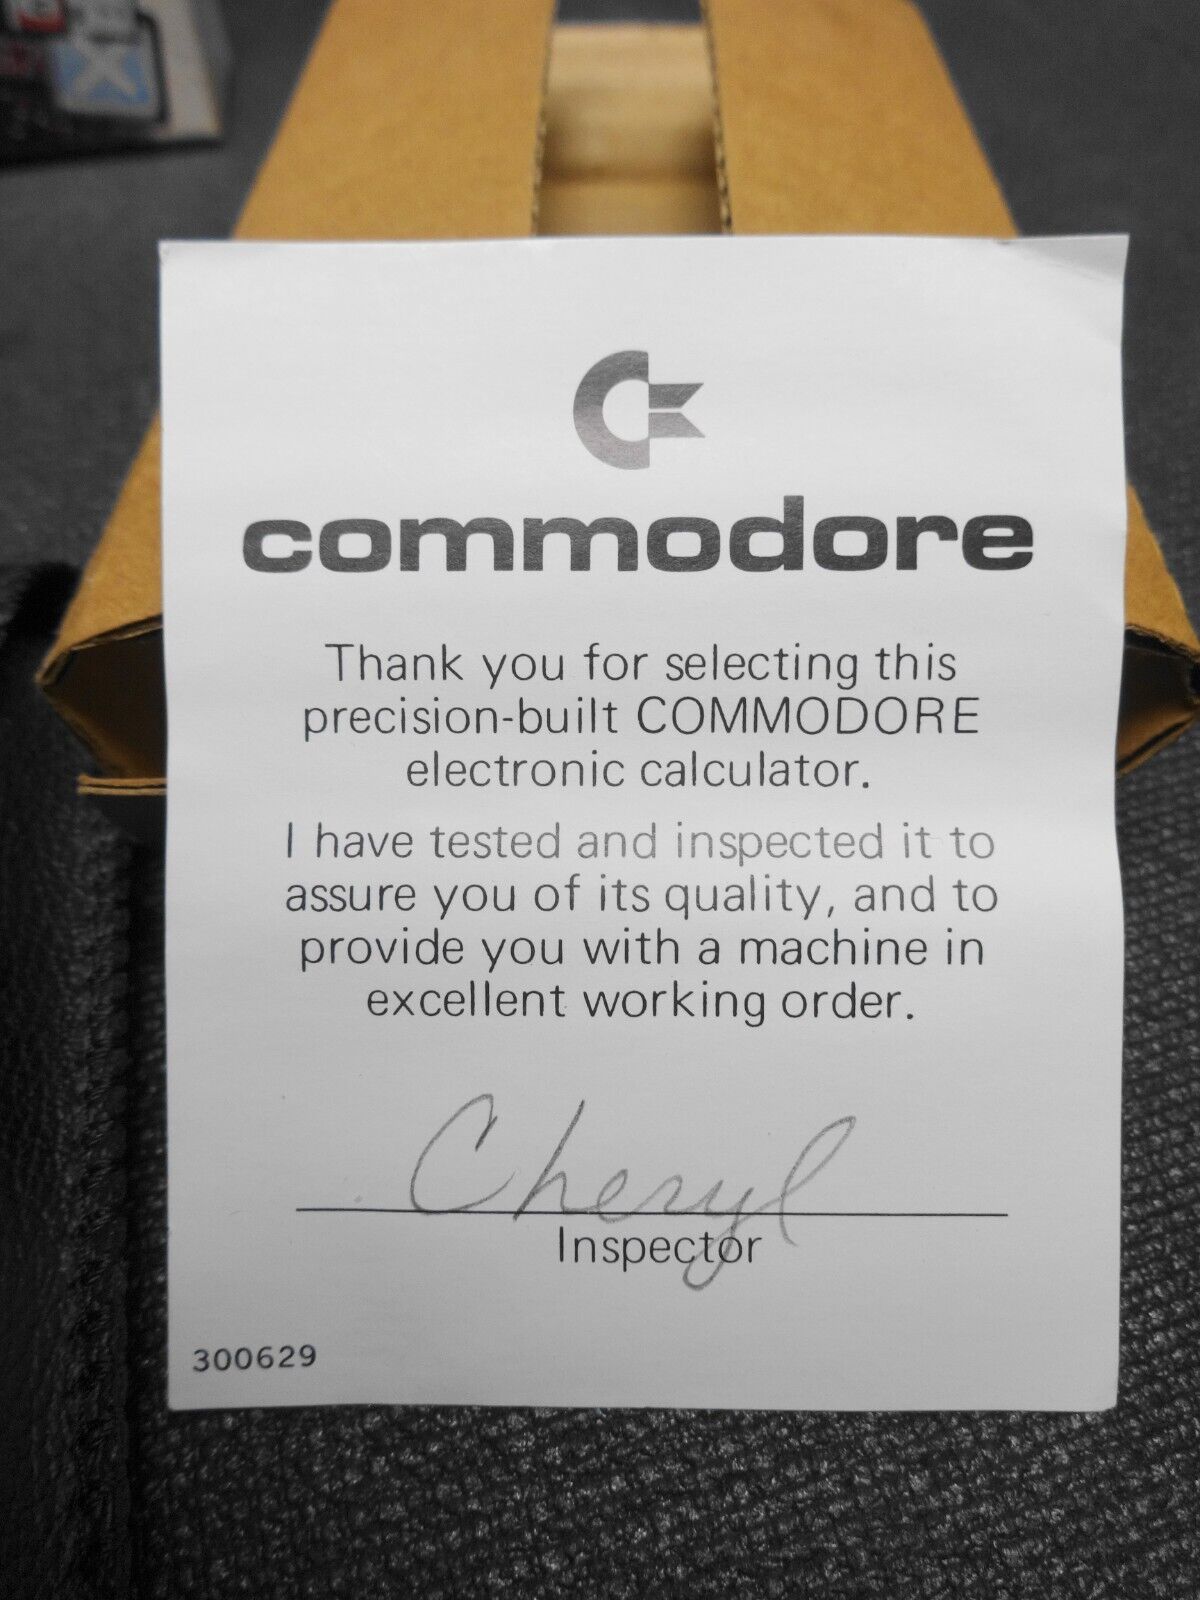 commodore
Thank you for selecting this
precision-built COMMODORE
electronic calculator.
I have tested and inspected it to
assure you of its quality, and to
provide you with a machine in
excellent working order.
Cheryl
Inspector
300629